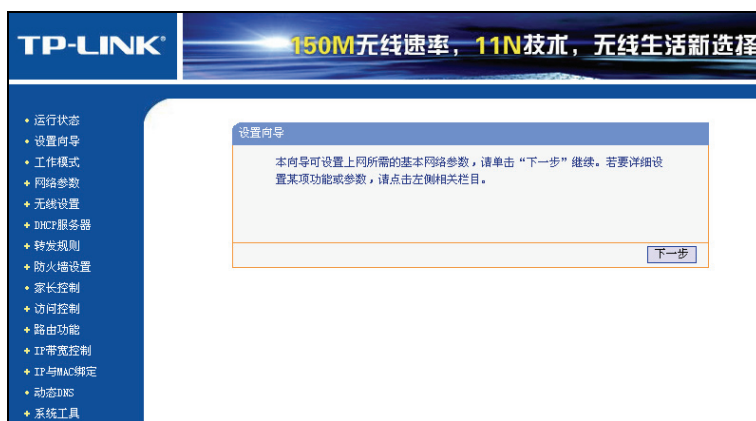 TP-LINK®
150M无线速率，11N技术，无线生活新选择
运行状态
设置向导
工作模式
网络参数
无线设置
DHCP服务器
转发规则
防火墙设置
家长控制
访问控制
路由功能
IP带宽控制
IP与MAC绑定
动态DNS
系统工具
设置向导
本向导可设置上网所需的基本网络参数，请单击“下一步”继续。若要详细设
置某项功能或参数，请点击左侧相关栏目。
下一步